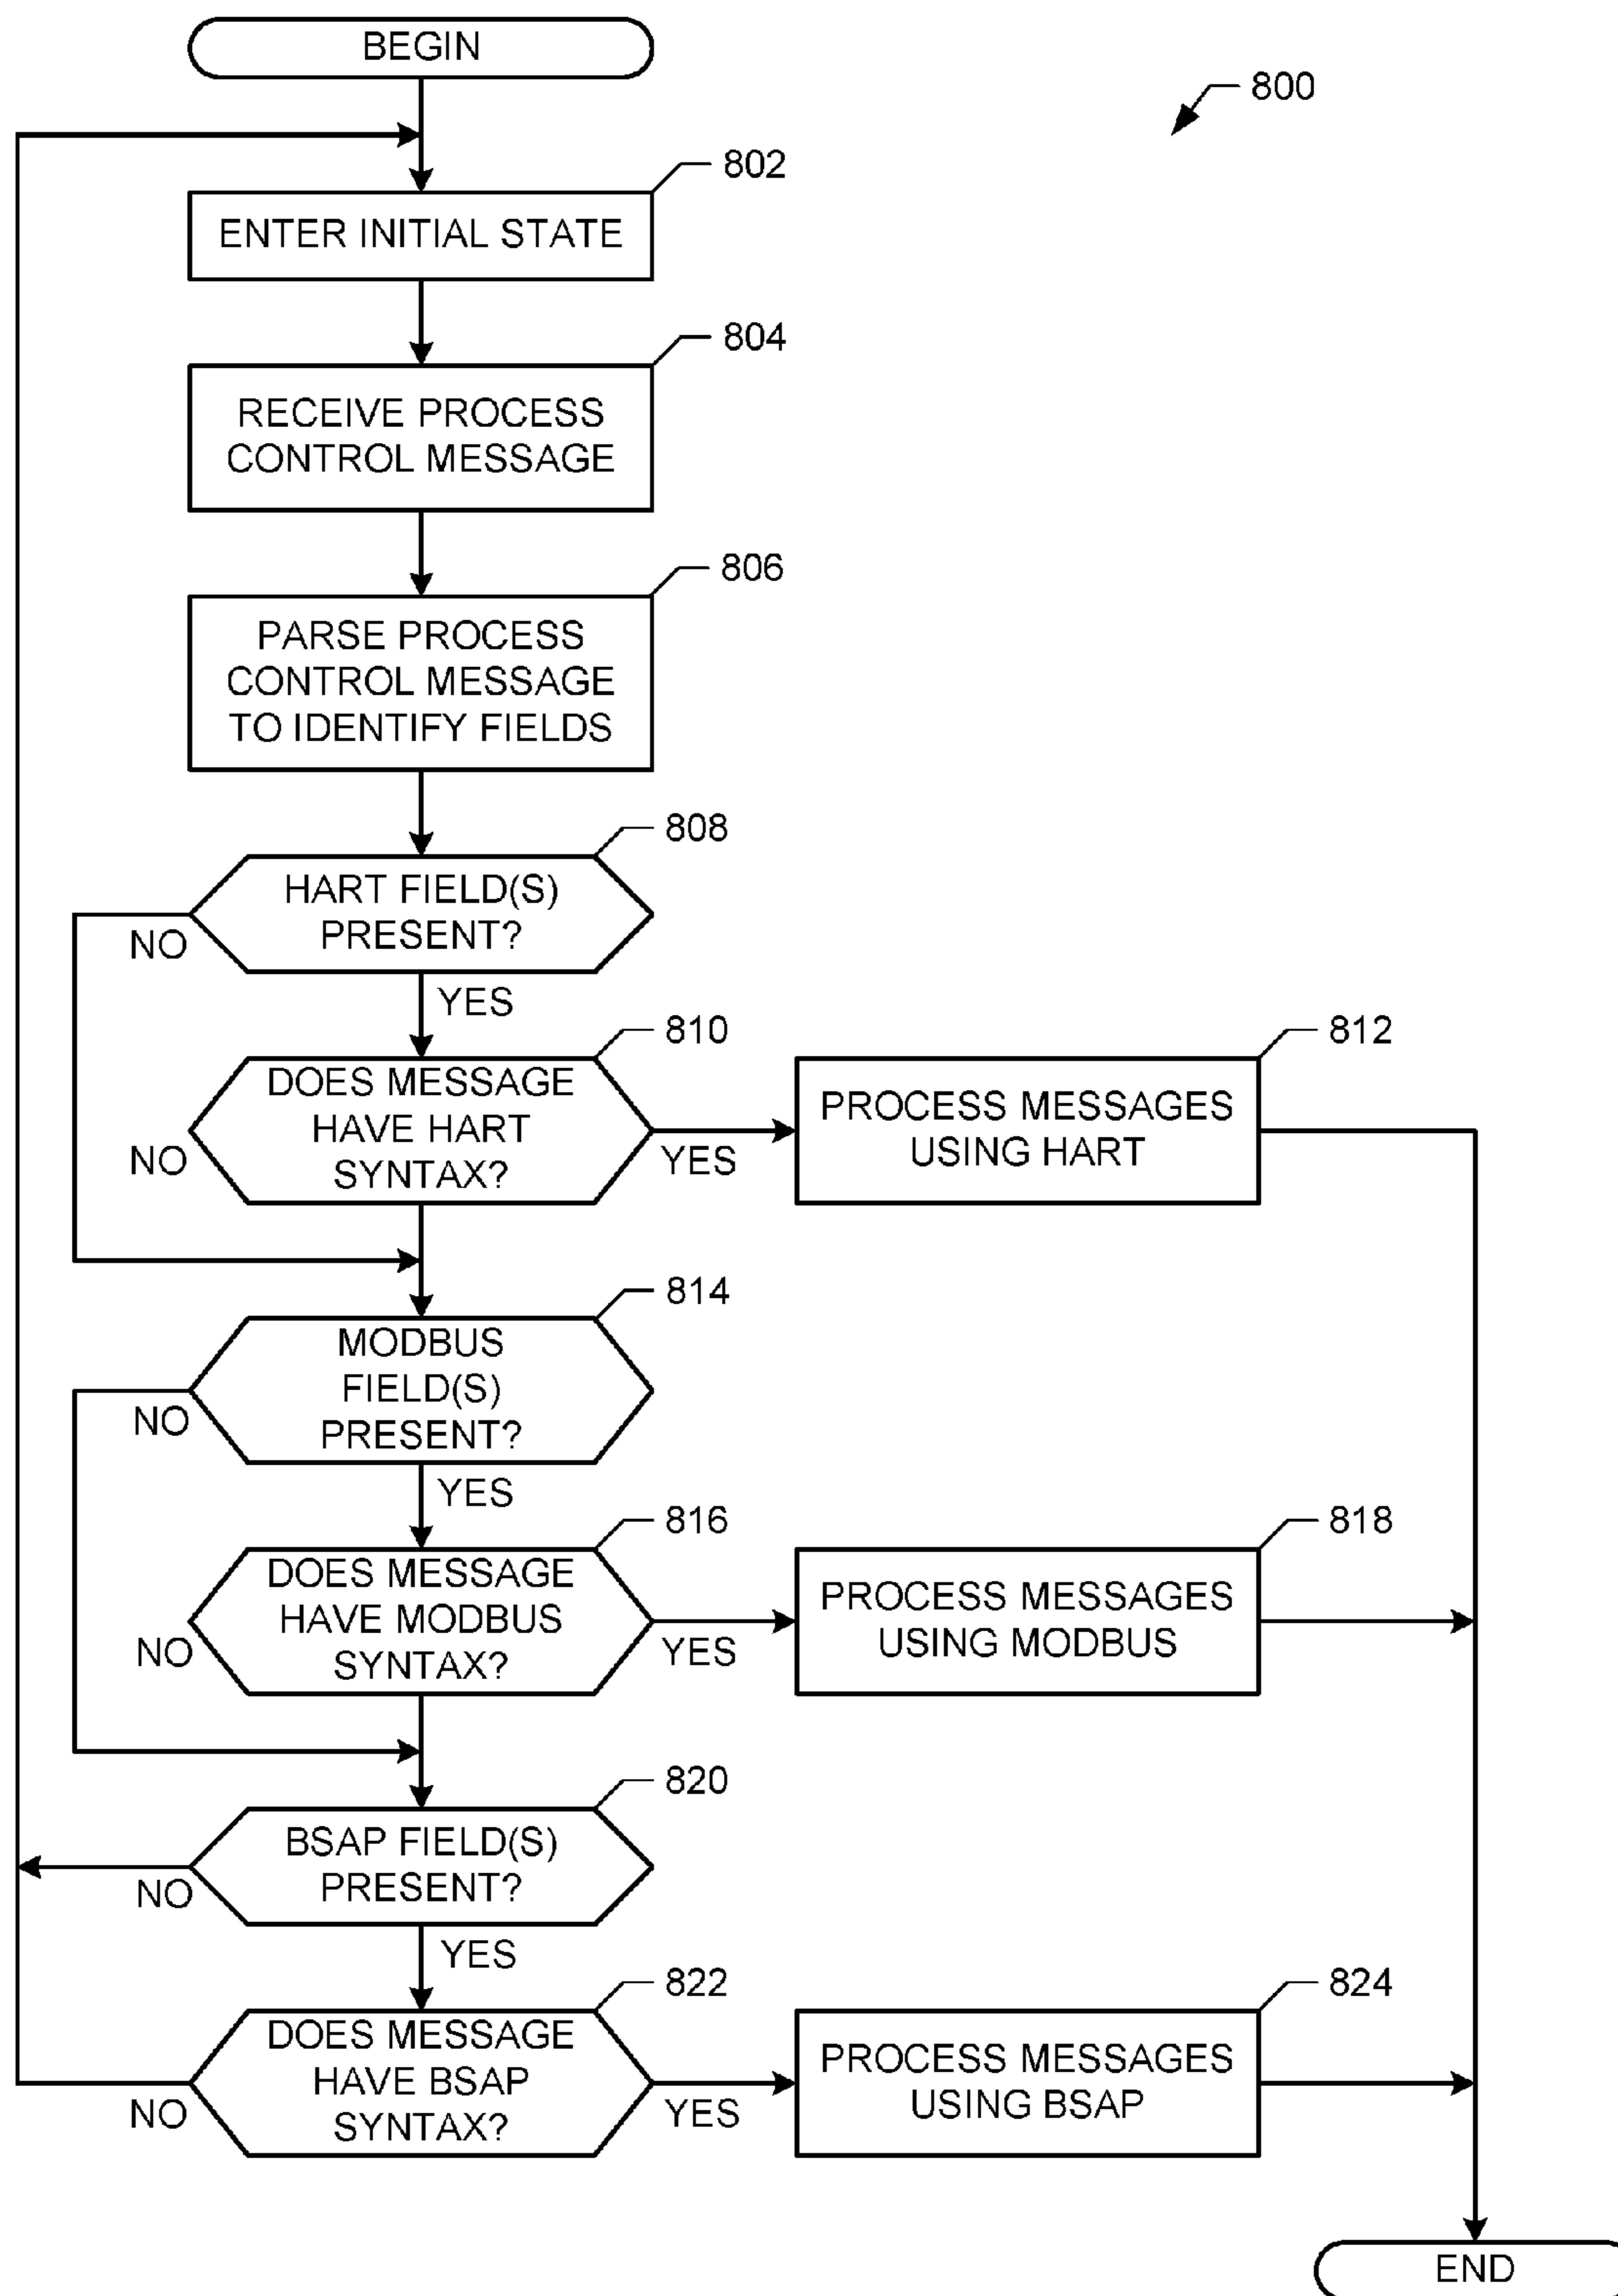 BEGIN
800
802
ENTER INITIAL STATE
804
RECEIVE PROCESS
CONTROL MESSAGE
806
PARSE PROCESS
CONTROL MESSAGE
TO IDENTIFY FIELDS
808
HART FIELD(S)
PRESENT?
NO
YES
810
DOES MESSAGE
HAVE HART
SYNTAX?
NO
YES
812
PROCESS MESSAGES
USING HART
814
MODBUS
FIELD(S)
PRESENT?
NO
YES
816
DOES MESSAGE
HAVE MODBUS
SYNTAX?
NO
YES
818
PROCESS MESSAGES
USING MODBUS
820
BSAP FIELD(S)
PRESENT?
NO
YES
822
DOES MESSAGE
HAVE BSAP
SYNTAX?
NO
YES
824
PROCESS MESSAGES
USING BSAP
END